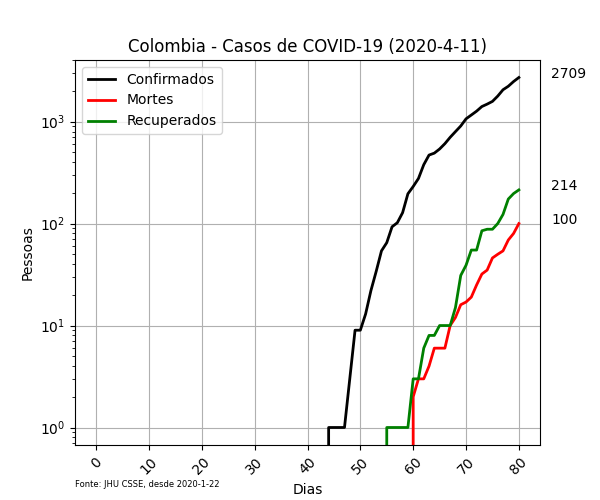 Colombia - Casos de COVID-19 (2020-4-11)
Confirmados
Mortes
Recuperados
2709
214
100
10³
10²
10¹
10⁰
Pessoas
0 10 20 30 40 50 60 70 80
Dias
Fonte: JHU CSSE, desde 2020-1-22